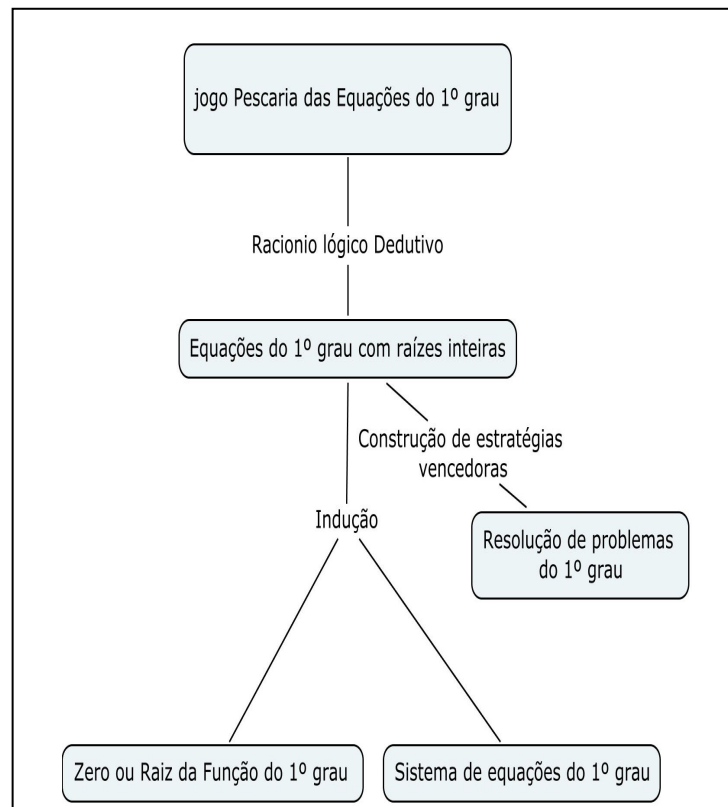 jogo Pescaria das Equações do 1º grau
Racionio lógico Dedutivo
Equações do 1º grau com raízes inteiras
Construção de estratégias
vencedoras
Indução
Resolução de problemas
do 1º grau
Zero ou Raiz da Função do 1º grau
Sistema de equações do 1º grau